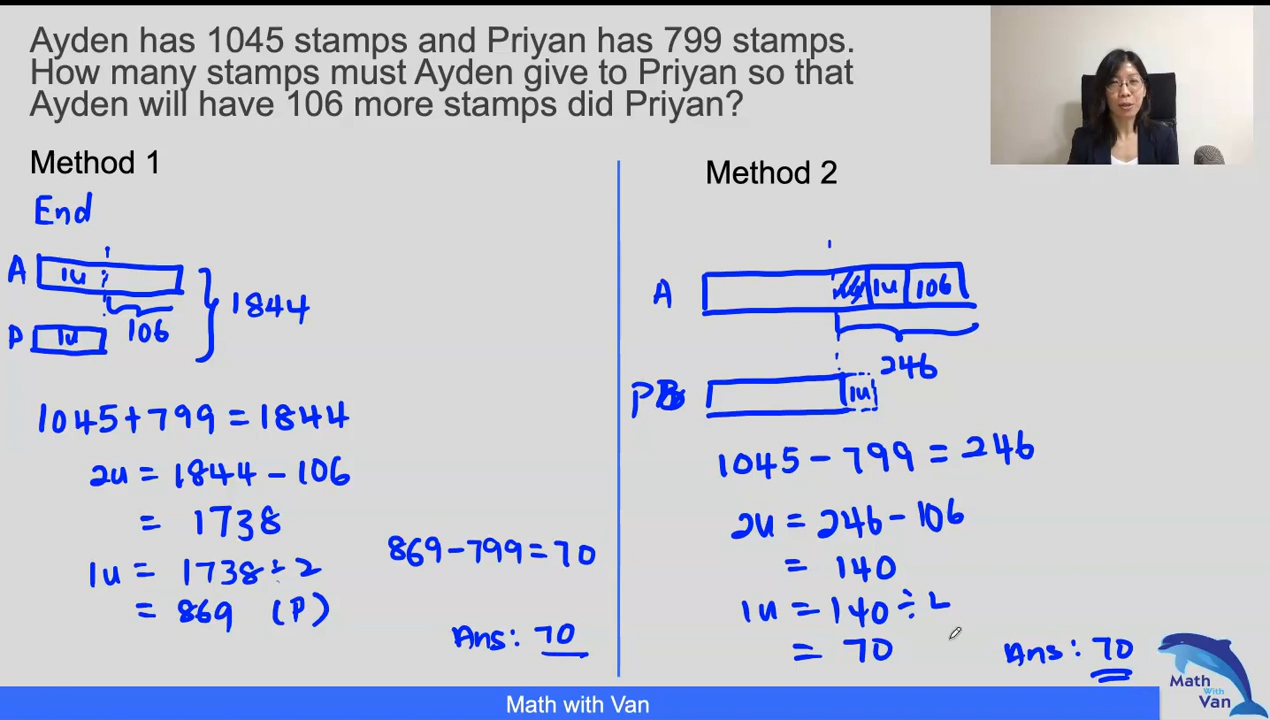 Ayden has 1045 stamps and Priyan has 799 stamps.
How many stamps must Ayden give to Priyan so that
Ayden will have 106 more stamps did Priyan?
Method 1
End
A 1u
106
P 1u
1844
1045 + 799 = 1844
2u = 1844 - 106
= 1738
1u = 1738 ÷ 2
= 869 (P)
869 - 799 = 70
Ans: 70
Method 2
A 1u 106
246
P 1u
1045 - 799 = 246
2u = 246 - 106
= 140
1u = 140 ÷ 2
= 70
Ans: 70
Math with Van
Math
With
Van